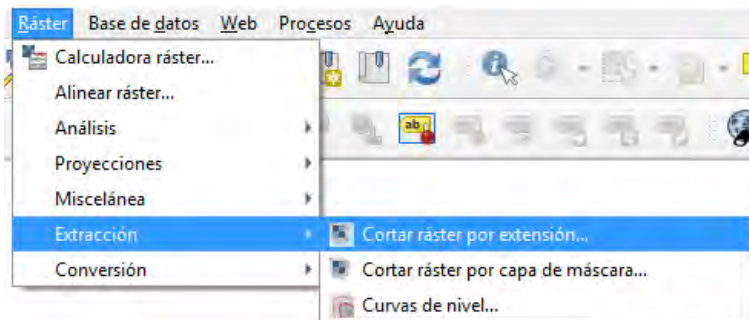 Ráster Base de datos Web Procesos Ayuda
Calculadora ráster...
Alinear ráster...
Análisis
Proyecciones
Miscelánea
Extracción
Conversión
Cortar ráster por extensión...
Cortar ráster por capa de máscara...
Curvas de nivel...
ab